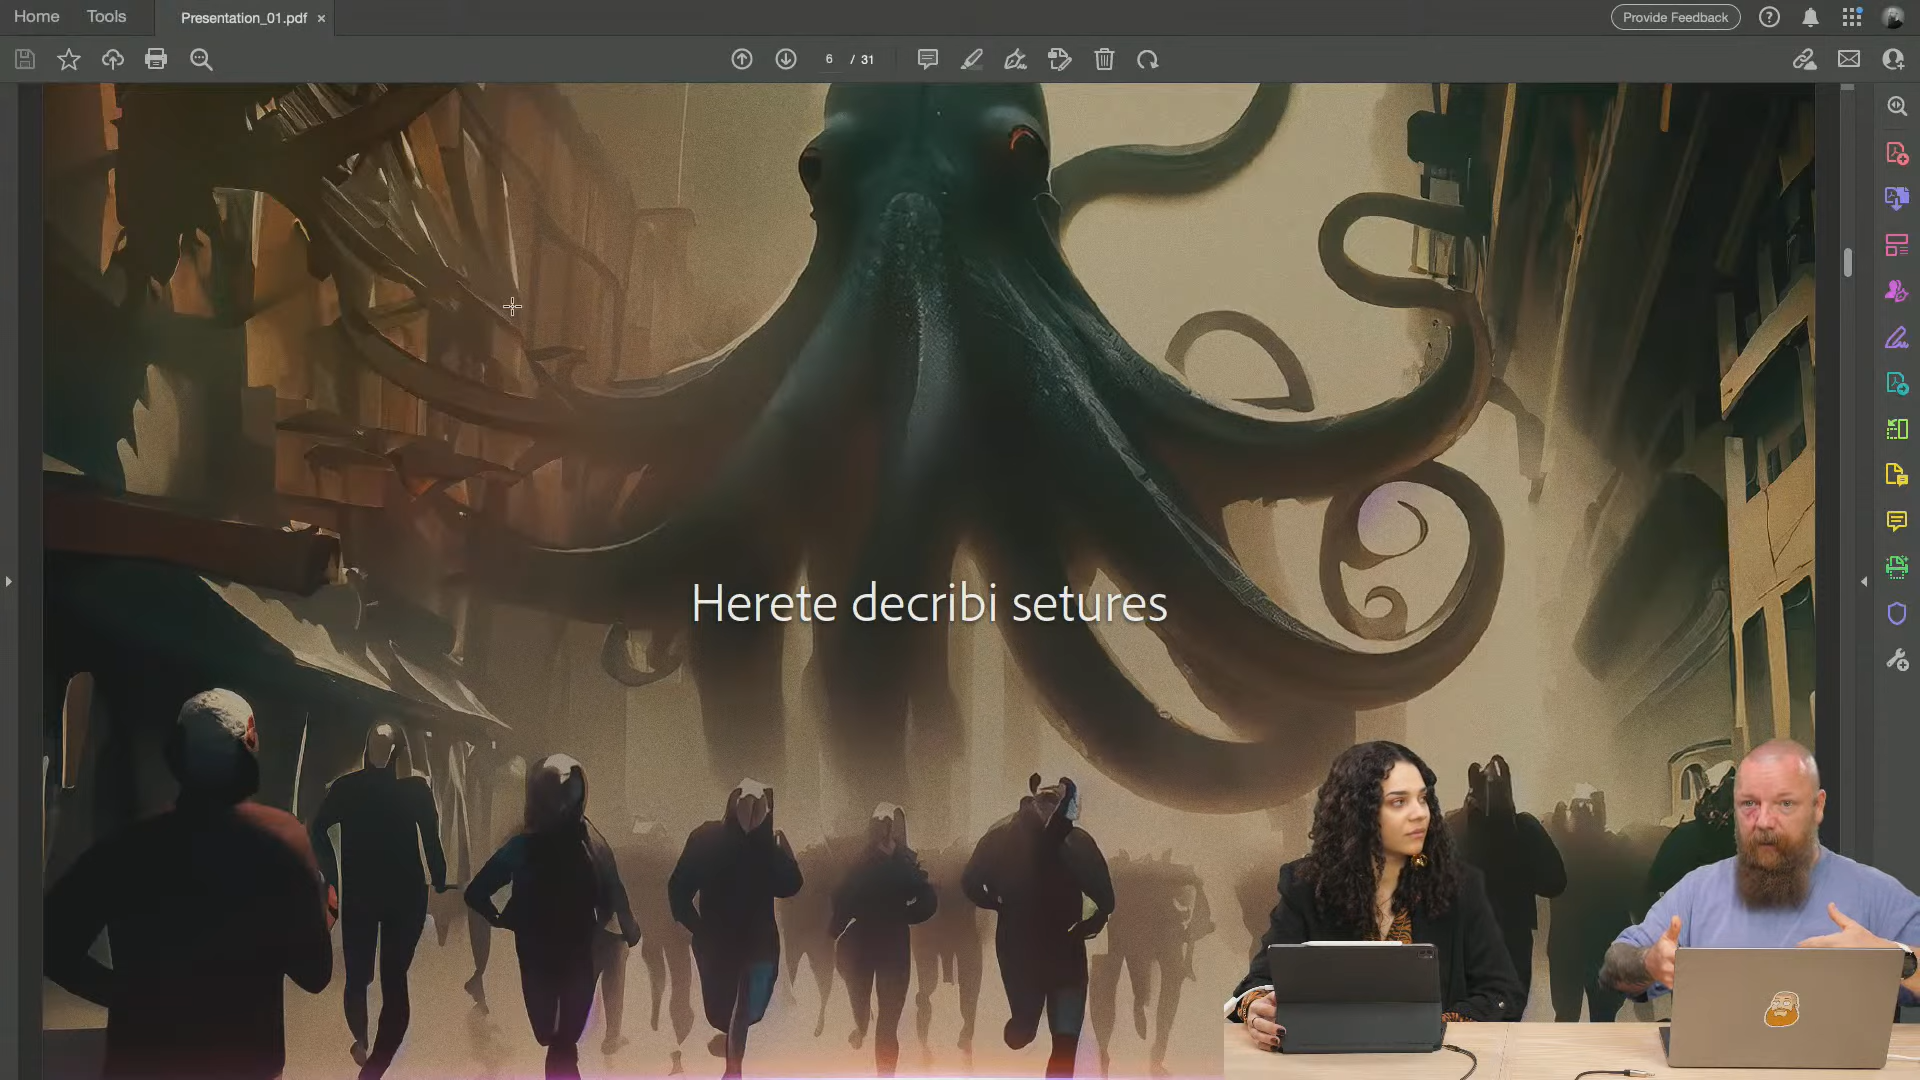 Home
Tools
Presentation_01.pdf
Provide Feedback
6 / 31
Herete decribi setures